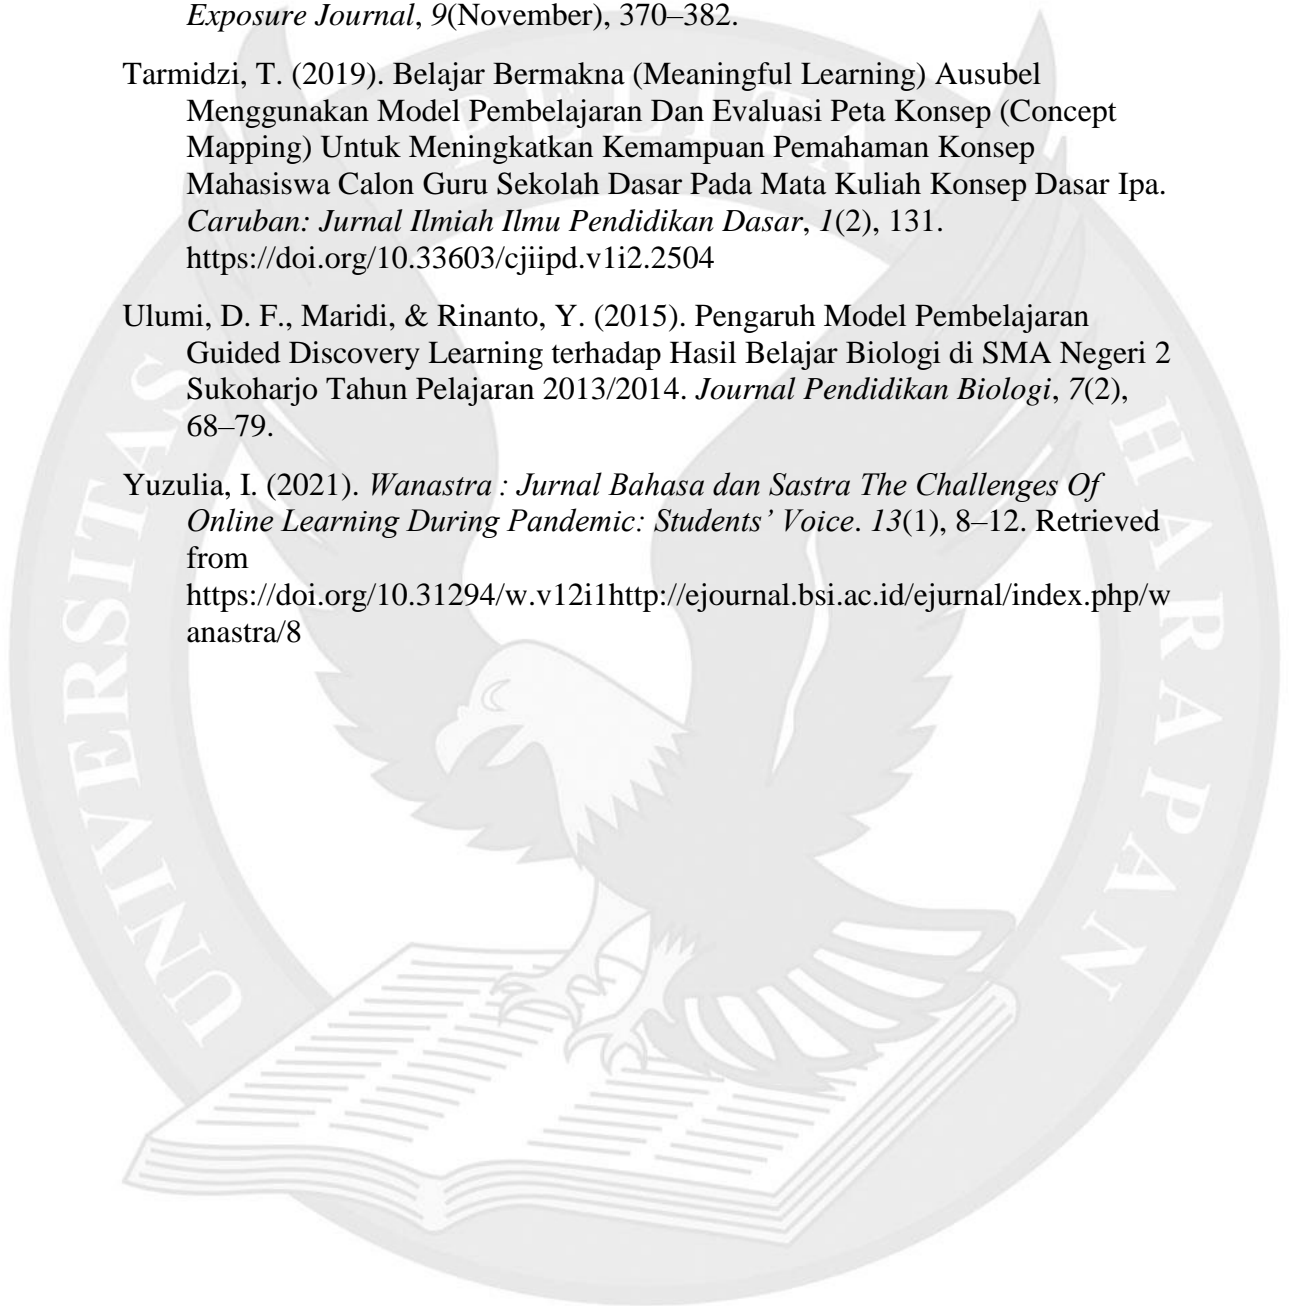 Exposure Journal, 9(November), 370–382.
Tarmidzi, T. (2019). Belajar Bermakna (Meaningful Learning) Ausubel
Menggunakan Model Pembelajaran Dan Evaluasi Peta Konsep (Concept
Mapping) Untuk Meningkatkan Kemampuan Pemahaman Konsep
Mahasiswa Calon Guru Sekolah Dasar Pada Mata Kuliah Konsep Dasar Ipa.
Caruban: Jurnal Ilmiah Ilmu Pendidikan Dasar, 1(2), 131.
https://doi.org/10.33603/cjiipd.v1i2.2504
Ulumi, D. F., Maridi, & Rinanto, Y. (2015). Pengaruh Model Pembelajaran
Guided Discovery Learning terhadap Hasil Belajar Biologi di SMA Negeri 2
Sukoharjo Tahun Pelajaran 2013/2014. Journal Pendidikan Biologi, 7(2),
68–79.
Yuzulia, I. (2021). Wanastra : Jurnal Bahasa dan Sastra The Challenges Of
Online Learning During Pandemic: Students’ Voice. 13(1), 8–12. Retrieved
from
https://doi.org/10.31294/w.v12i1http://ejournal.bsi.ac.id/ejurnal/index.php/w
anastra/8
UNIVERSITAS
PELITA
HARAPAN